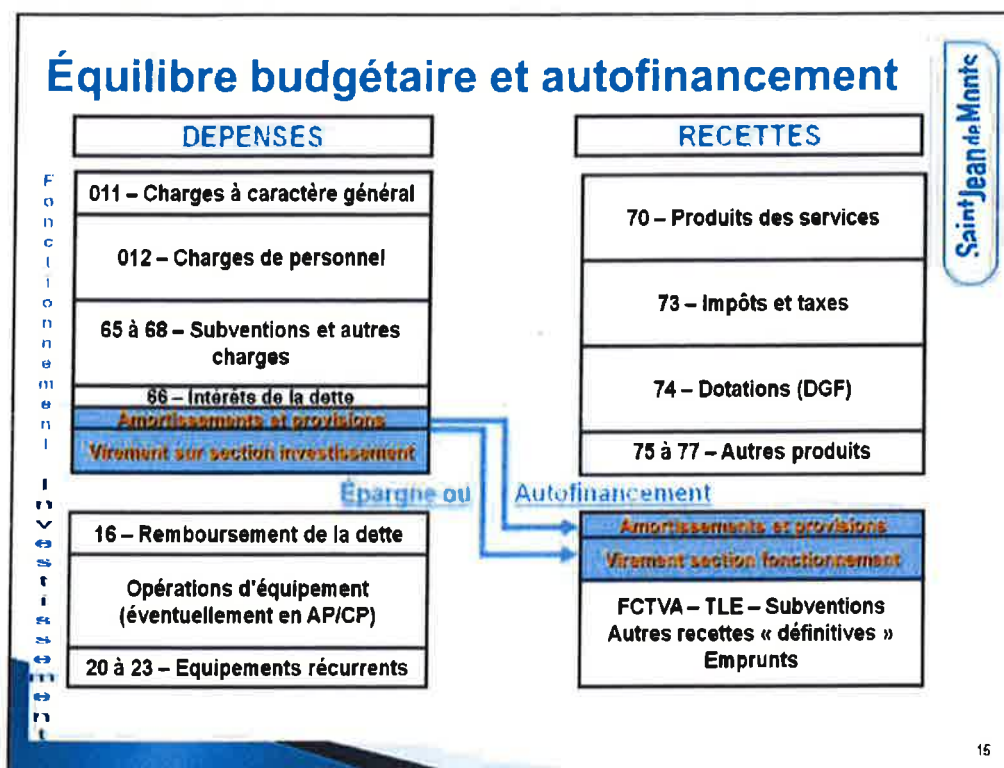 Équilibre budgétaire et autofinancement
Saint Jean de Monts
DEPENSES
Fonctionnement
011 – Charges à caractère général
012 – Charges de personnel
65 à 68 – Subventions et autres
charges
66 – Intérêts de la dette
Amortissements et provisions
Virement sur section investissement
RECETTES
70 – Produits des services
73 – Impôts et taxes
74 – Dotations (DGF)
75 à 77 – Autres produits
Épargne ou Autofinancement
Investissement
16 – Remboursement de la dette
Opérations d'équipement
(éventuellement en AP/CP)
20 à 23 – Equipements récurrents
Amortissements et provisions
Virement section fonctionnement
FCTVA – TLE – Subventions
Autres recettes « définitives »
Emprunts
15